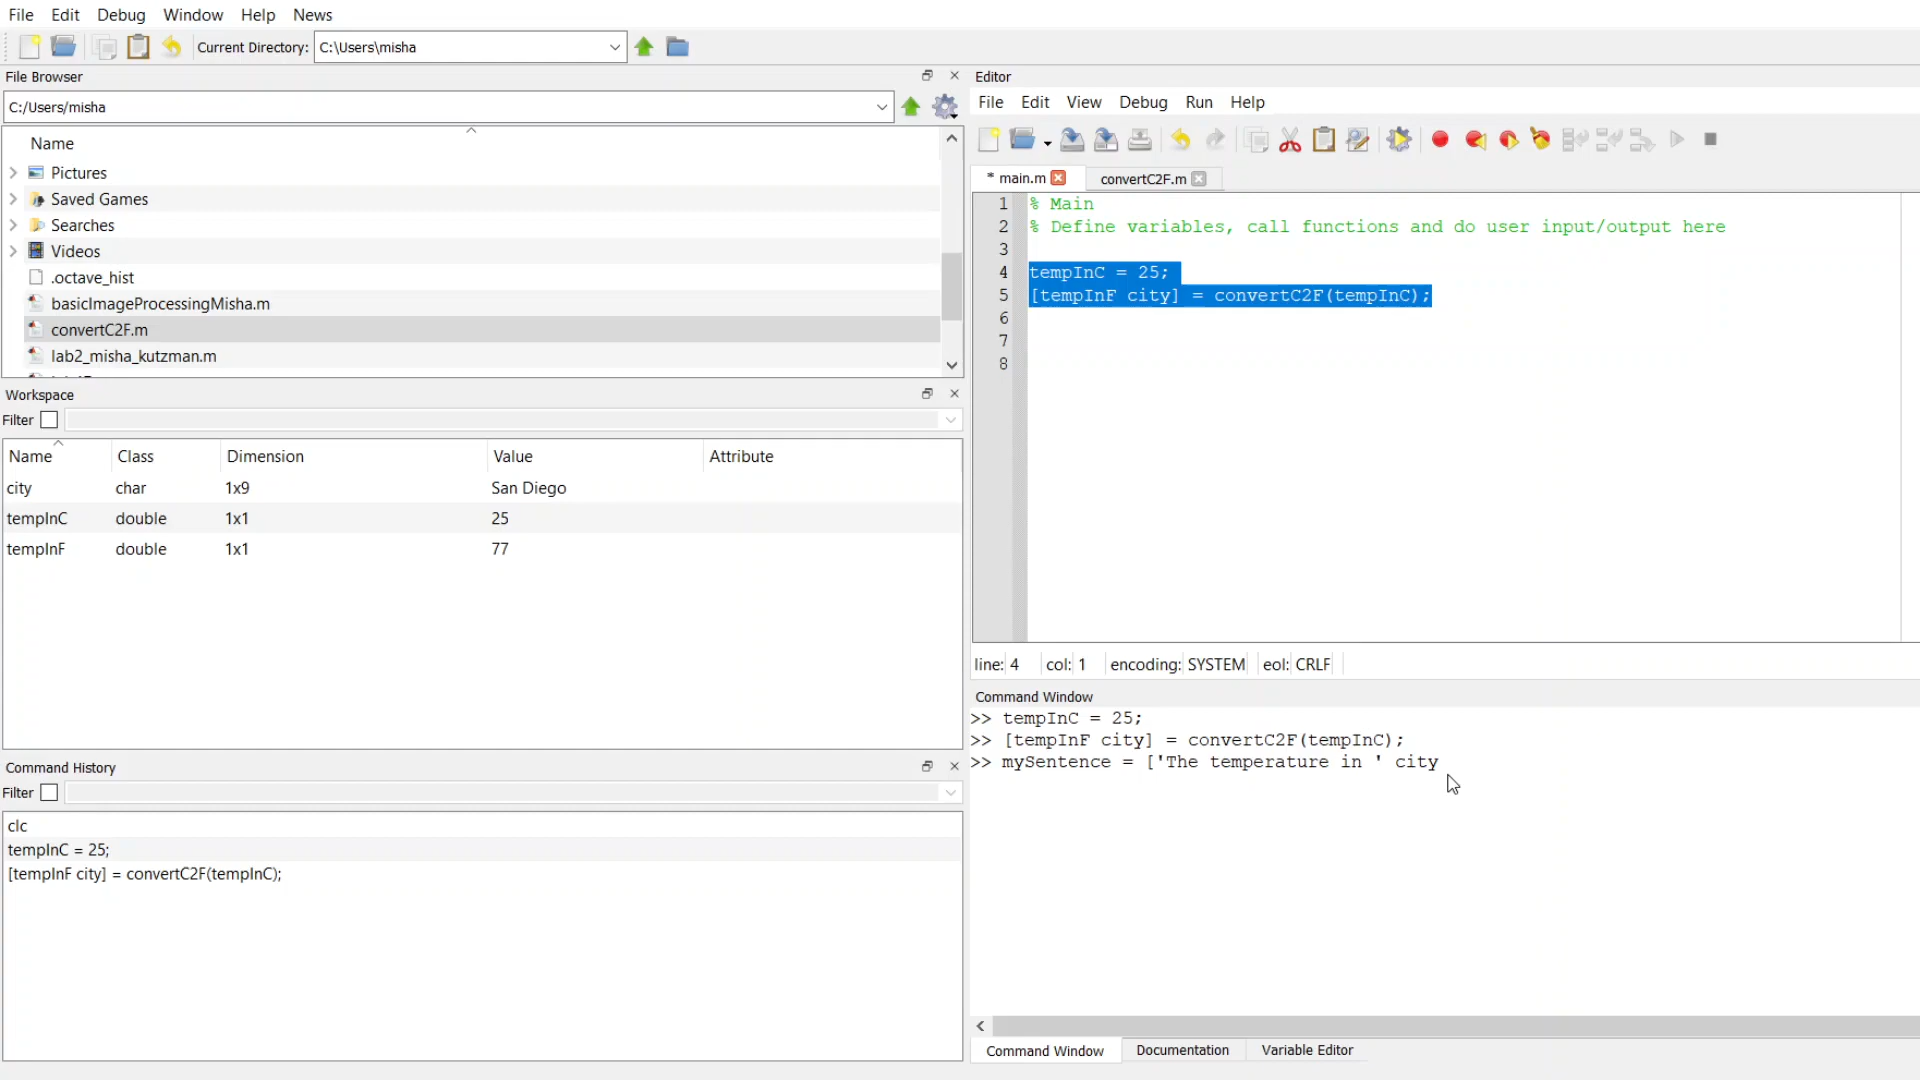 File Edit Debug Window Help News
Current Directory: C:\Users\misha
File Browser
C:/Users/misha
Name
Pictures
Saved Games
Searches
Videos
.octave_hist
basicImageProcessingMisha.m
convertC2F.m
lab2_misha_kutzman.m
Workspace
Filter
Name Class Dimension Value Attribute
city char 1x9 San Diego
tempInC double 1x1 25
tempInF double 1x1 77
Command History
Filter
clc
tempInC = 25;
[tempInF city] = convertC2F(tempInC);
Editor
File Edit View Debug Run Help
* main.m convertC2F.m
1 % Main
2 % Define variables, call functions and do user input/output here
3
4 tempInC = 25;
5 [tempInF city] = convertC2F(tempInC);
6
7
8
line: 4 col: 1 encoding: SYSTEM eol: CRLF
Command Window
>> tempInC = 25;
>> [tempInF city] = convertC2F(tempInC);
>> mySentence = ['The temperature in ' city
Command Window Documentation Variable Editor